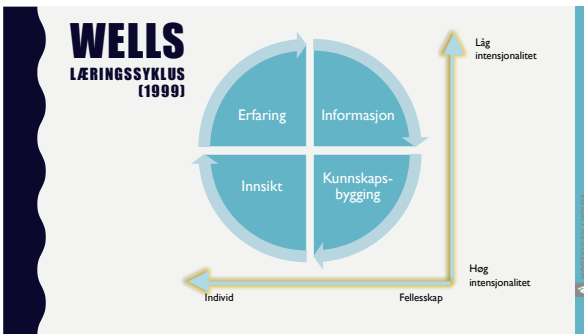 WELLS
LÆRINGSSYKLUS
(1999)
Erfaring
Informasjon
Innsikt
Kunnskaps-
bygging
Låg
intensjonalitet
Høg
intensjonalitet
Individ
Fellesskap